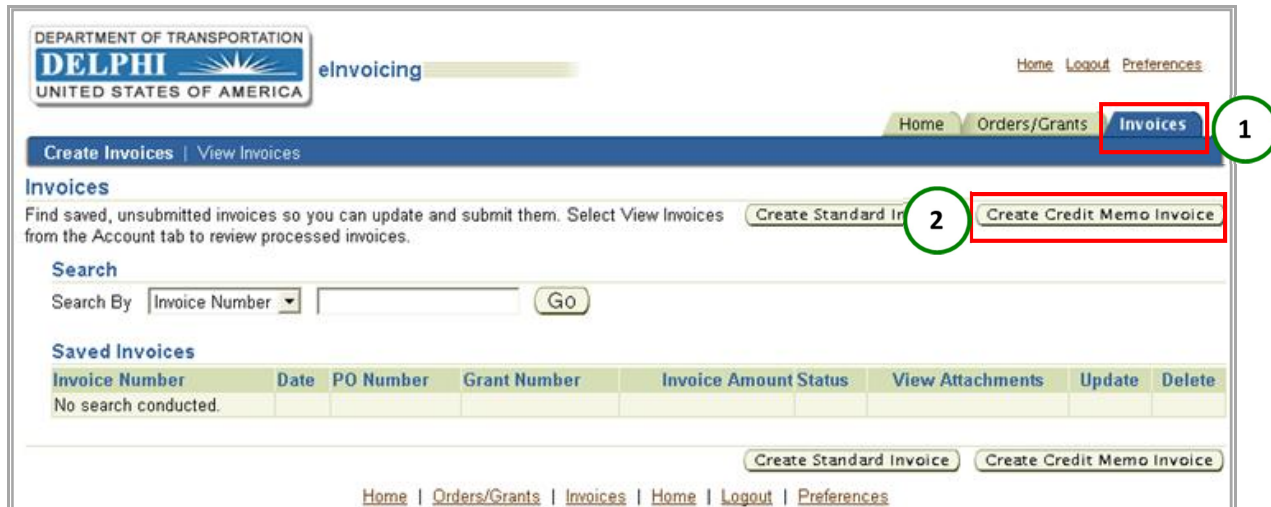 DEPARTMENT OF TRANSPORTATION
DELPHI
UNITED STATES OF AMERICA
eInvoicing
Home Logout Preferences
Home Orders/Grants Invoices 1
Create Invoices | View Invoices
Invoices
Find saved, unsubmitted invoices so you can update and submit them. Select View Invoices
from the Account tab to review processed invoices.
Create Standard In 2 Create Credit Memo Invoice
Search
Search By Invoice Number Go
Saved Invoices
Invoice Number Date PO Number Grant Number Invoice Amount Status View Attachments Update Delete
No search conducted.
Create Standard Invoice Create Credit Memo Invoice
Home | Orders/Grants | Invoices | Home | Logout | Preferences